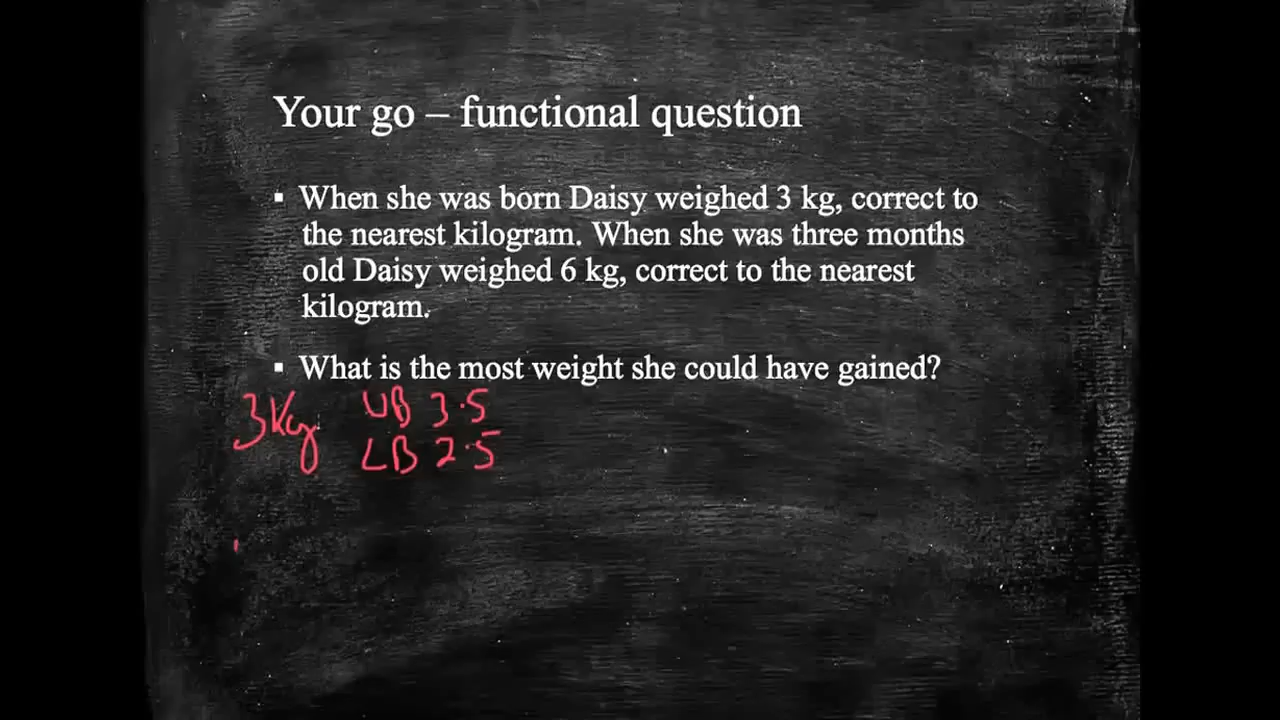 Your go – functional question
▪ When she was born Daisy weighed 3 kg, correct to
the nearest kilogram. When she was three months
old Daisy weighed 6 kg, correct to the nearest
kilogram.
▪ What is the most weight she could have gained?
3Kg UB 3.5
LB 2.5